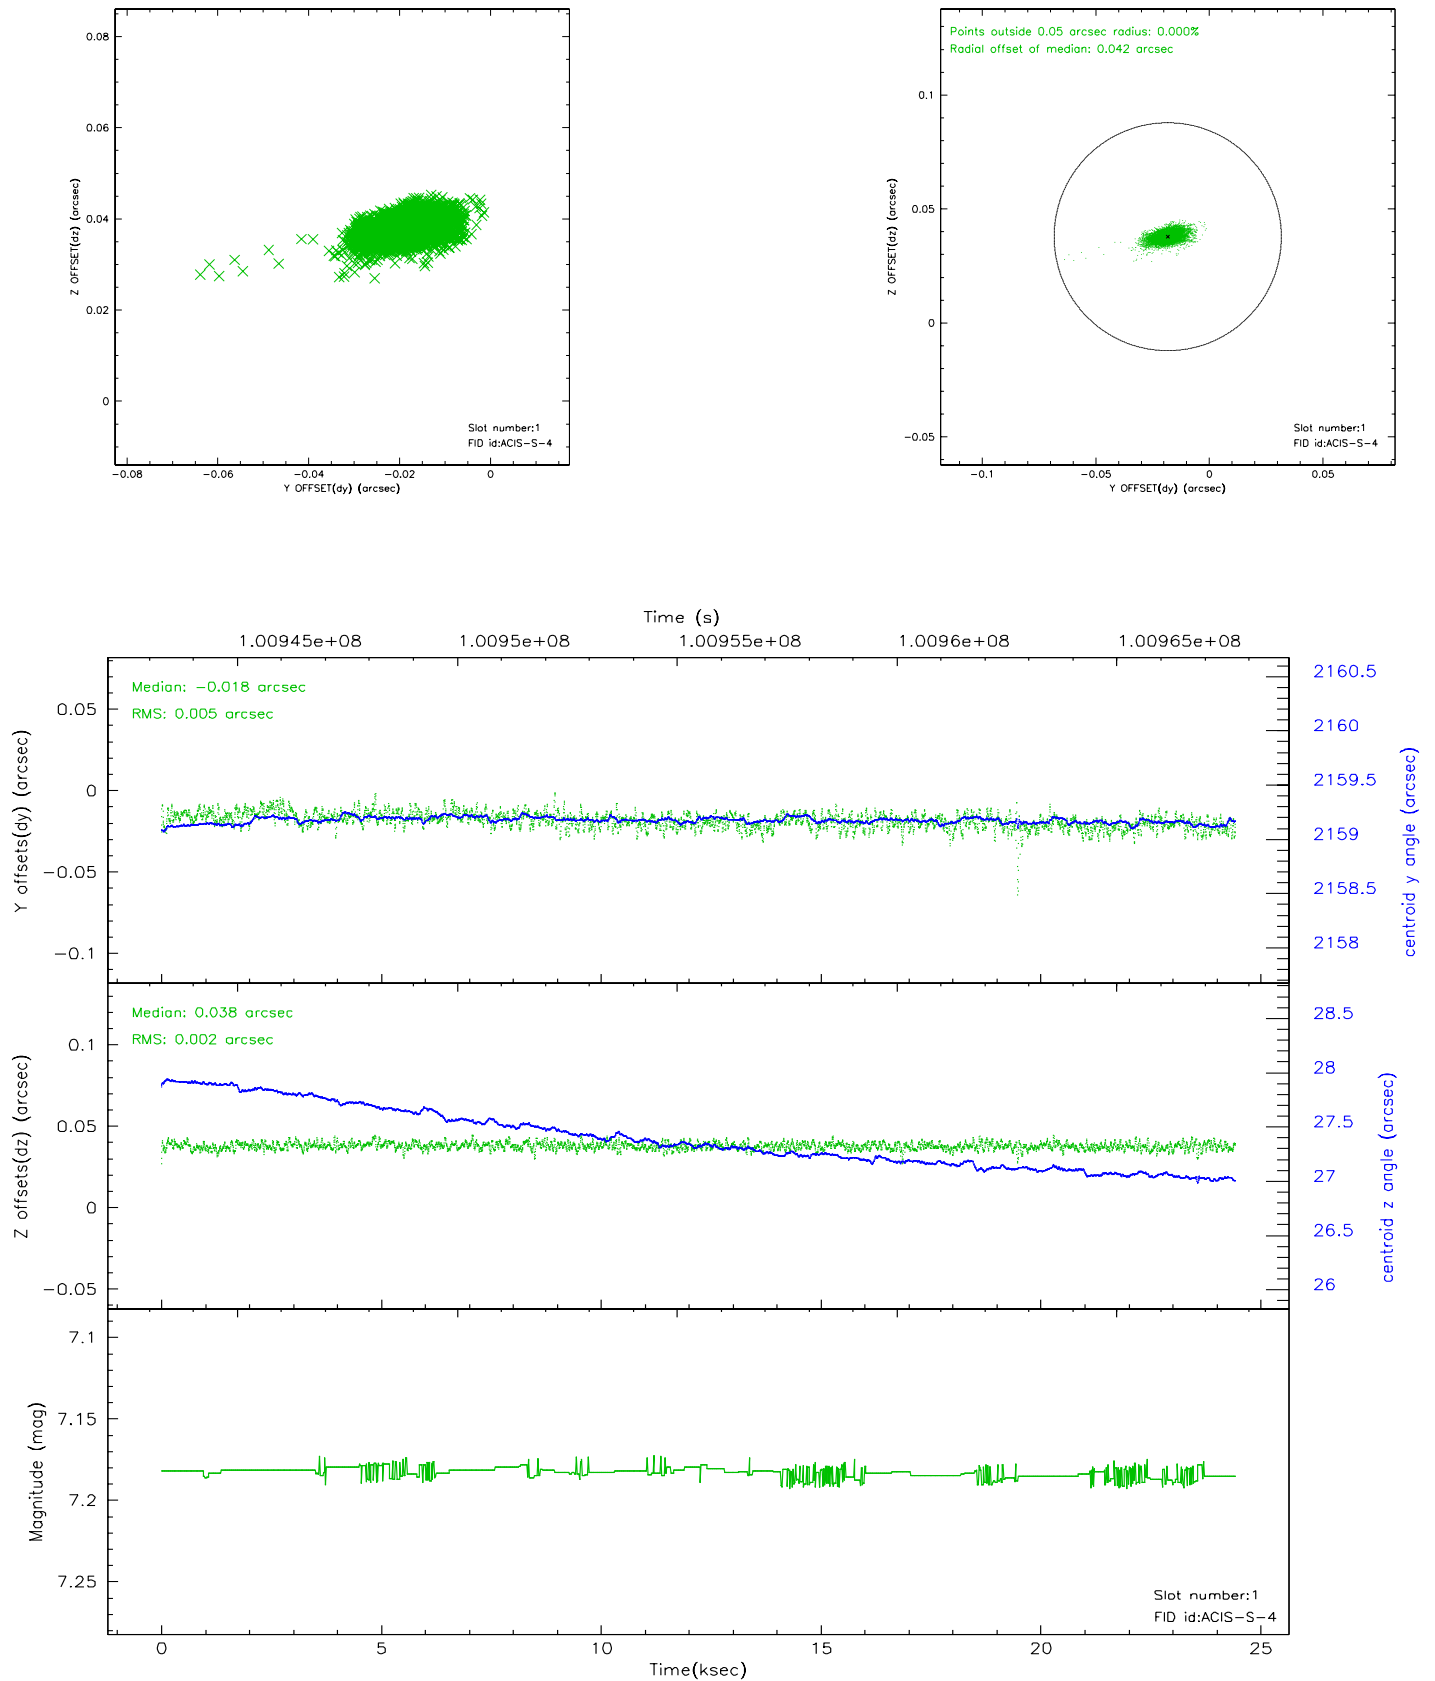 0.08
0.06
0.04
0.02
0
Z OFFSET(dz) (arcsec)
Slot number:1
FID id:ACIS-S-4
-0.08
-0.06
-0.04
-0.02
0
Y OFFSET(dy) (arcsec)
Points outside 0.05 arcsec radius: 0.000%
Radial offset of median: 0.042 arcsec
0.1
0.05
0
-0.05
Z OFFSET(dz) (arcsec)
Slot number:1
FID id:ACIS-S-4
-0.1
-0.05
0
0.05
Y OFFSET(dy) (arcsec)
Time (s)
1.00945e+08
1.0095e+08
1.00955e+08
1.0096e+08
1.00965e+08
Median: -0.018 arcsec
RMS: 0.005 arcsec
0.05
0
-0.05
-0.1
Y offsets(dy) (arcsec)
2160.5
2160
2159.5
2159
2158.5
2158
centroid y angle (arcsec)
Median: 0.038 arcsec
RMS: 0.002 arcsec
0.1
0.05
0
-0.05
Z offsets(dz) (arcsec)
28.5
28
27.5
27
26.5
26
centroid z angle (arcsec)
7.1
7.15
7.2
7.25
Magnitude (mag)
Slot number:1
FID id:ACIS-S-4
0
5
10
15
20
25
Time(ksec)